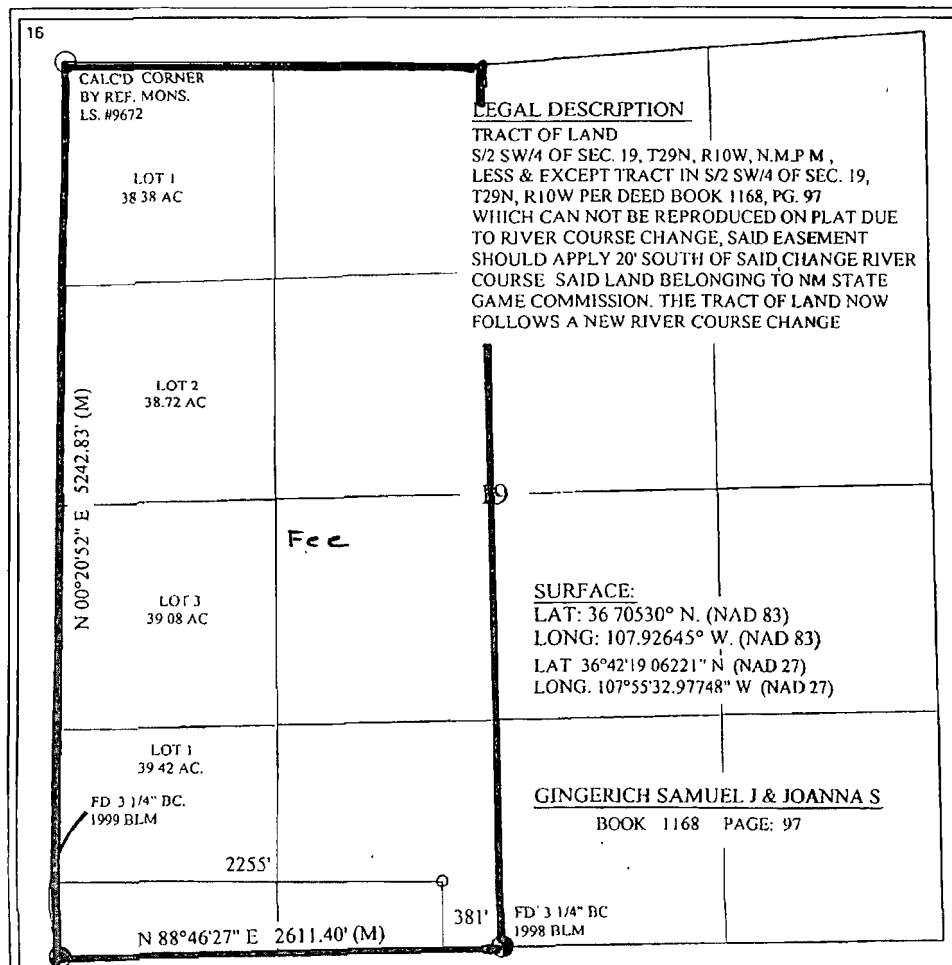 16
CALC'D CORNER
BY REF. MONS.
LS. #9672
LOT 1
38 38 AC
LEGAL DESCRIPTION
TRACT OF LAND
S/2 SW/4 OF SEC. 19, T29N, R10W, N.M.P M ,
LESS & EXCEPT TRACT IN S/2 SW/4 OF SEC. 19,
T29N, R10W PER DEED BOOK 1168, PG. 97
WHICH CAN NOT BE REPRODUCED ON PLAT DUE
TO RIVER COURSE CHANGE, SAID EASEMENT
SHOULD APPLY 20' SOUTH OF SAID CHANGE RIVER
COURSE SAID LAND BELONGING TO NM STATE
GAME COMMISSION. THE TRACT OF LAND NOW
FOLLOWS A NEW RIVER COURSE CHANGE
LOT 2
38.72 AC
N 00°20'52" E 5242.83' (M)
19
Fee
LOT 3
39 08 AC
SURFACE:
LAT: 36 70530° N. (NAD 83)
LONG: 107.92645° W. (NAD 83)
LAT 36°42'19 06221" N (NAD 27)
LONG. 107°55'32.97748" W (NAD 27)
LOT 1
39 42 AC.
FD 3 1/4" BC.
1999 BLM
GINGERICH SAMUEL J & JOANNA S
BOOK 1168 PAGE: 97
2255'
381'
FD 3 1/4" BC
1998 BLM
N 88°46'27" E 2611.40' (M)